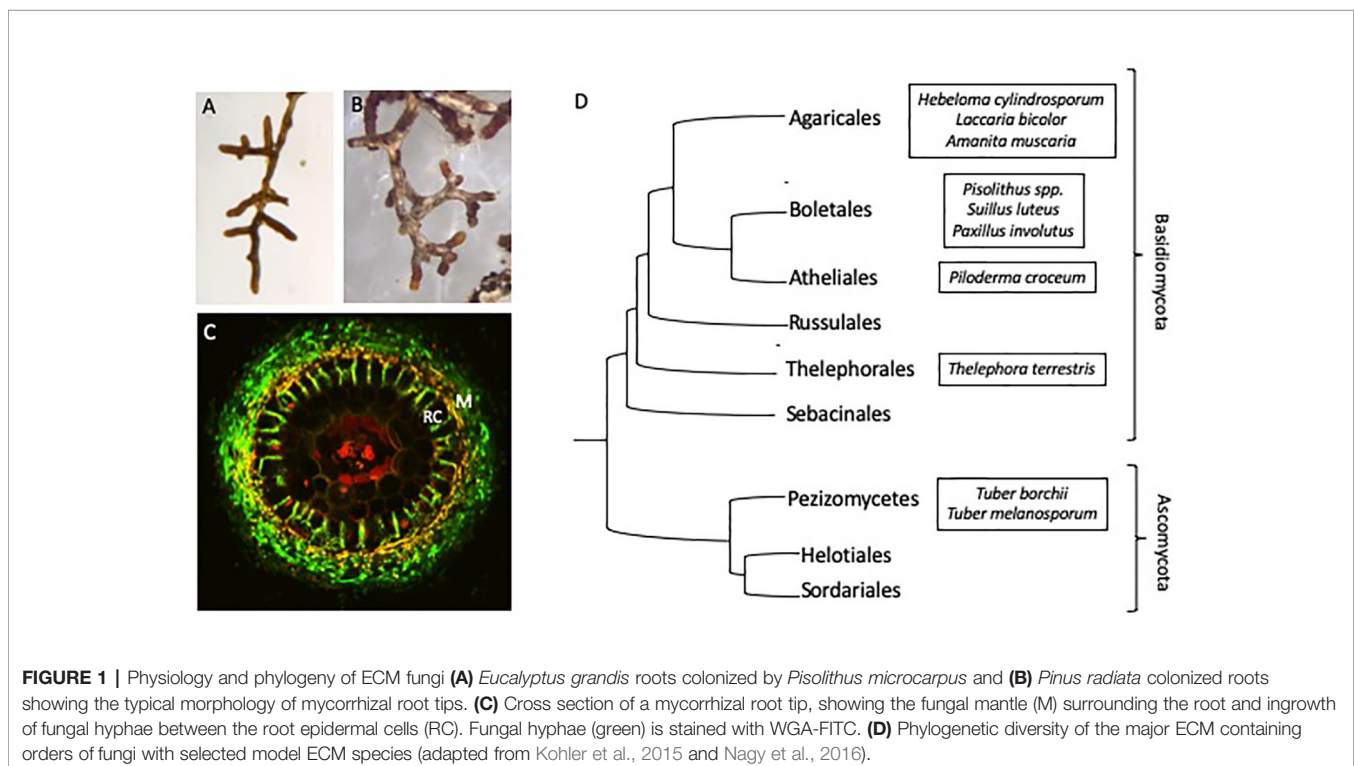 A
B
C
RC
M
D
Agaricales
Hebeloma cylindrosporum
Laccaria bicolor
Amanita muscaria
Boletales
Pisolithus spp.
Suillus luteus
Paxillus involutus
Atheliales
Piloderma croceum
Russulales
Thelephorales
Thelephora terrestris
Sebacinales
Basidiomycota
Pezizomycetes
Tuber borchii
Tuber melanosporum
Helotiales
Sordariales
Ascomycota
FIGURE 1 | Physiology and phylogeny of ECM fungi (A) Eucalyptus grandis roots colonized by Pisolithus microcarpus and (B) Pinus radiata colonized roots
showing the typical morphology of mycorrhizal root tips. (C) Cross section of a mycorrhizal root tip, showing the fungal mantle (M) surrounding the root and ingrowth
of fungal hyphae between the root epidermal cells (RC). Fungal hyphae (green) is stained with WGA-FITC. (D) Phylogenetic diversity of the major ECM containing
orders of fungi with selected model ECM species (adapted from Kohler et al., 2015 and Nagy et al., 2016).